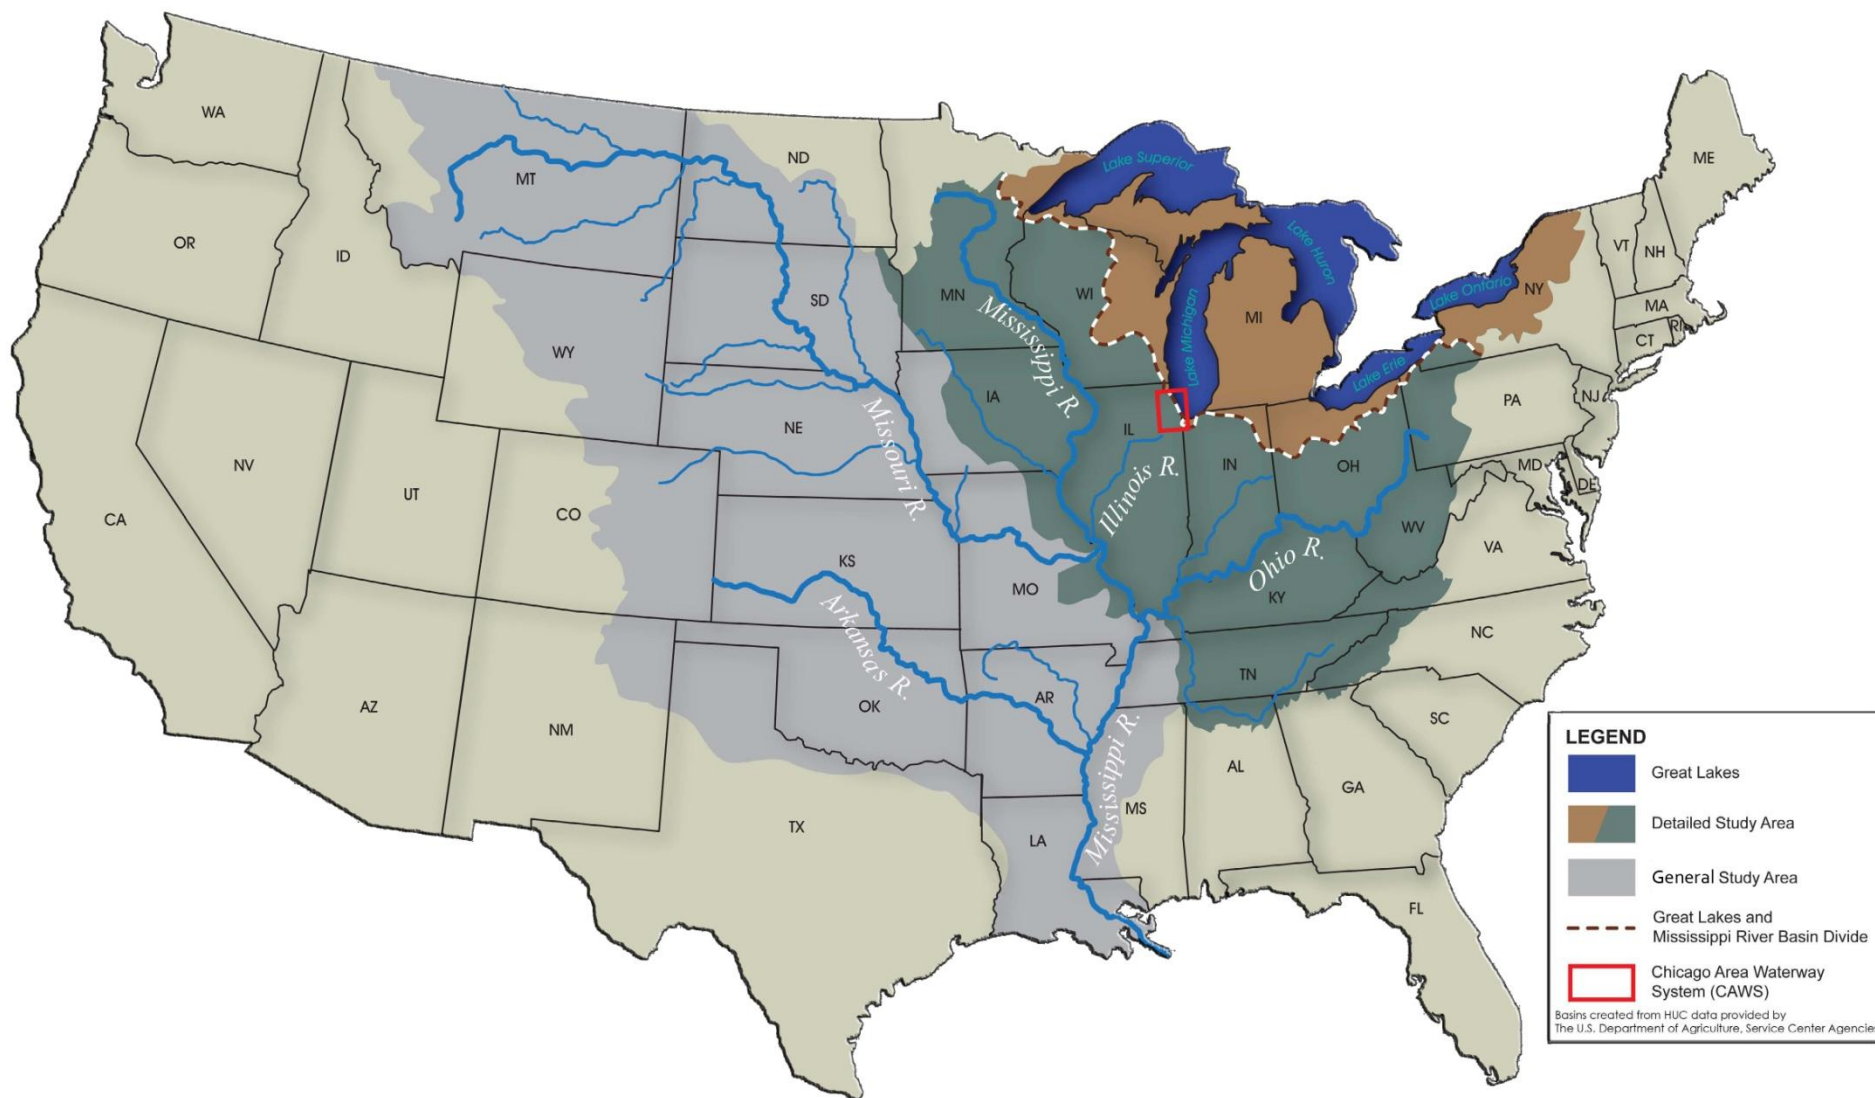 WA
OR
CA
ID
NV
MT
WY
UT
AZ
CO
NM
ND
SD
NE
KS
OK
TX
MN
IA
MO
AR
LA
WI
IL
MI
IN
OH
KY
TN
MS
AL
GA
FL
SC
NC
VA
WV
PA
NY
MD
DE
NJ
CT
RI
MA
VT
NH
ME
Lake Superior
Lake Michigan
Lake Huron
Lake Erie
Lake Ontario
Mississippi R.
Missouri R.
Illinois R.
Ohio R.
Arkansas R.
Mississippi R.
LEGEND
Great Lakes
Detailed Study Area
General Study Area
Great Lakes and
Mississippi River Basin Divide
Chicago Area Waterway
System (CAWS)
Basins created from HUC data provided by
The U.S. Department of Agriculture, Service Center Agencies